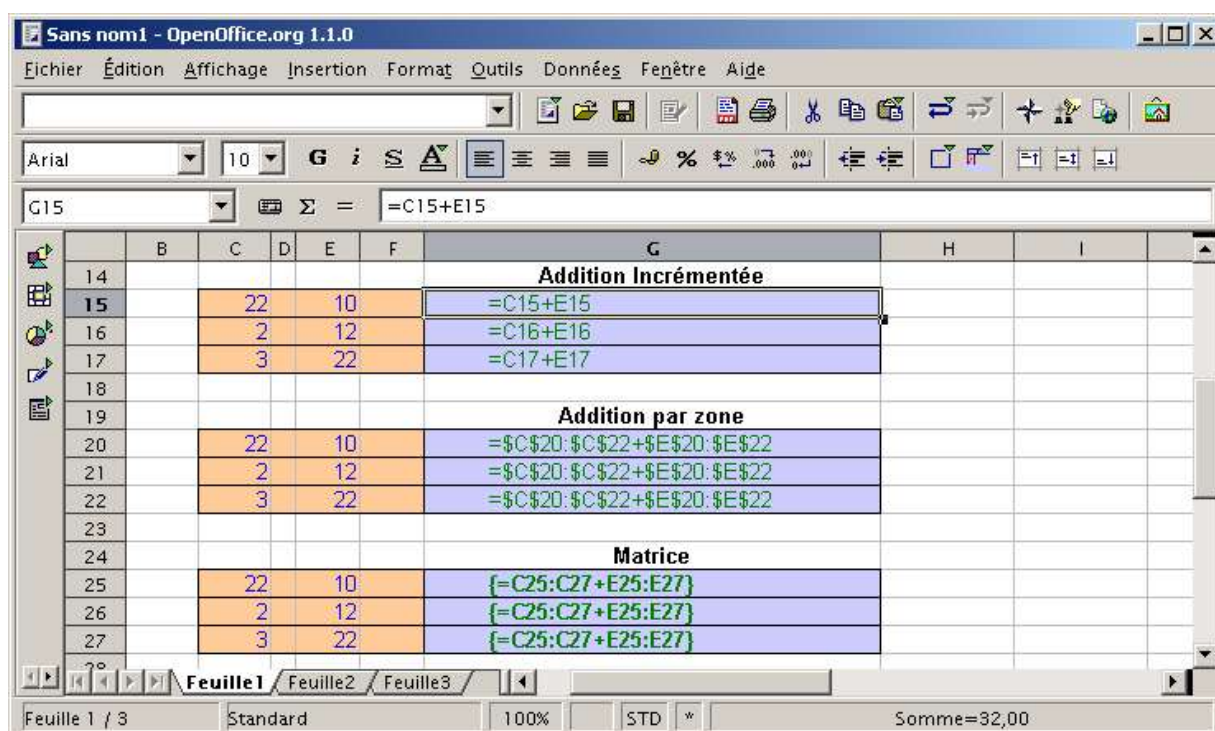 Sans nom1 - OpenOffice.org 1.1.0
Fichier Édition Affichage Insertion Format Outils Données Fenêtre Aide
Arial 10 G i S A % $% .000 .000
G15 Σ = =C15+E15
B C D E F G H I
14 Addition Incrémentée
15 22 10 =C15+E15
16 2 12 =C16+E16
17 3 22 =C17+E17
18
19 Addition par zone
20 22 10 =$C$20:$C$22+$E$20:$E$22
21 2 12 =$C$20:$C$22+$E$20:$E$22
22 3 22 =$C$20:$C$22+$E$20:$E$22
23
24 Matrice
25 22 10 {=C25:C27+E25:E27}
26 2 12 {=C25:C27+E25:E27}
27 3 22 {=C25:C27+E25:E27}
28
Feuille1 Feuille2 Feuille3
Feuille 1 / 3 Standard 100% STD * Somme=32,00